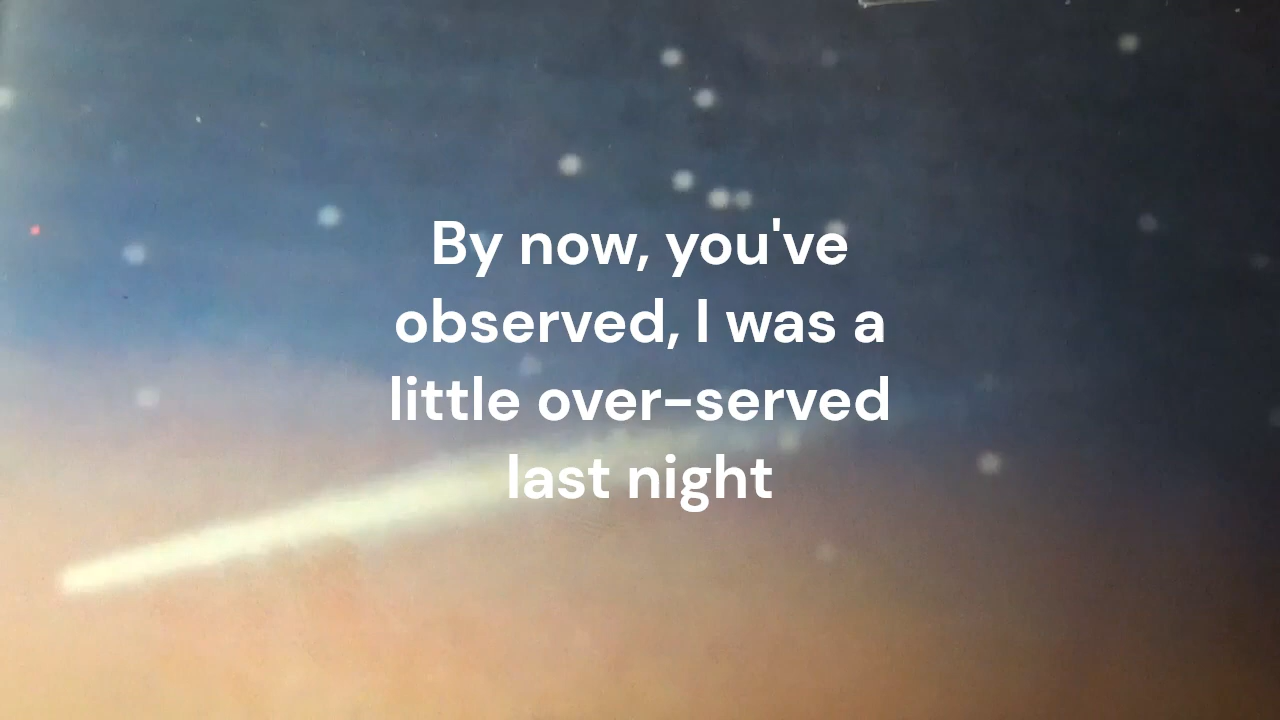 By now, you've
observed, I was a
little over-served
last night